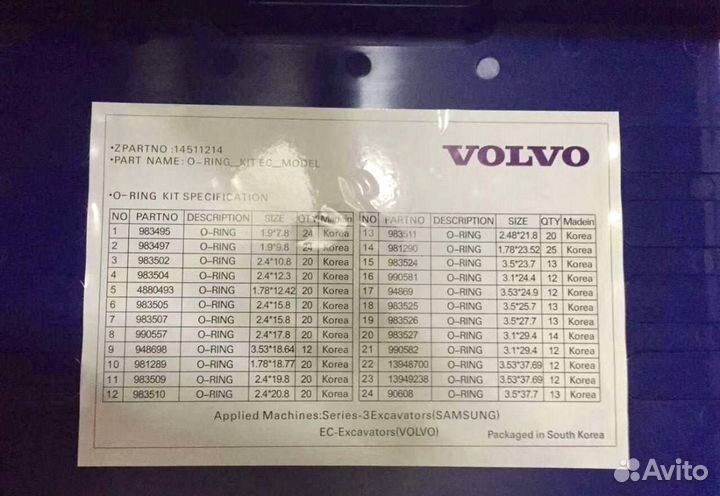 •ZPARTNO :14511214
•PART NAME: O-RING_KIT EC_MODEL
VOLVO
•O-RING KIT SPECIFICATION
NO PARTNO DESCRIPTION SIZE QTY Madein NO PARTNO DESCRIPTION SIZE QTY Madein
1 983495 O-RING 1.9*7.8 24 Korea 13 983511 O-RING 2.48*21.8 20 Korea
2 983497 O-RING 1.9*9.8 24 Korea 14 981290 O-RING 1.78*23.52 25 Korea
3 983502 O-RING 2.4*10.8 20 Korea 15 983524 O-RING 3.5*23.7 13 Korea
4 983504 O-RING 2.4*12.3 20 Korea 16 990581 O-RING 3.1*24.4 12 Korea
5 4880493 O-RING 1.78*12.42 20 Korea 17 94869 O-RING 3.53*24.9 12 Korea
6 983505 O-RING 2.4*15.8 20 Korea 18 983525 O-RING 3.5*25.7 13 Korea
7 983507 O-RING 2.4*15.8 20 Korea 19 983526 O-RING 3.5*27.7 13 Korea
8 990557 O-RING 2.4*17.8 20 Korea 20 983527 O-RING 3.1*29.4 14 Korea
9 948698 O-RING 3.53*18.64 12 Korea 21 990582 O-RING 3.1*29.4 12 Korea
10 981289 O-RING 1.78*18.77 20 Korea 22 13948700 O-RING 3.53*37.69 12 Korea
11 983509 O-RING 2.4*19.8 20 Korea 23 13949238 O-RING 3.53*37.69 12 Korea
12 983510 O-RING 2.4*20.8 20 Korea 24 90608 O-RING 3.5*37.7 13 Korea
Applied Machines:Series-3Excavators(SAMSUNG)
EC-Excavators(VOLVO)
Packaged in South Korea
Avito